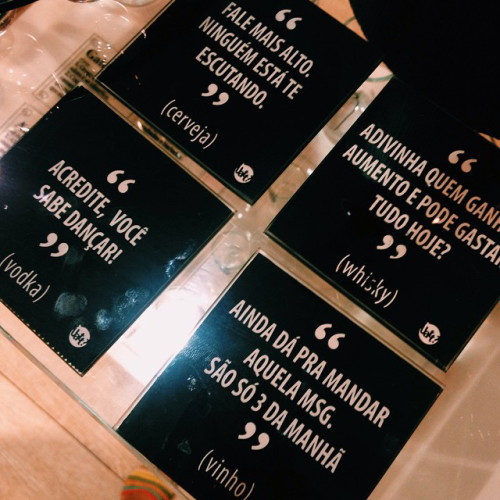 “
FALE MAIS ALTO.
NINGUÉM ESTÁ TE
ESCUTANDO.
”
(cerveja)
“
ADIVINHA QUEM GANH
AUMENTO E PODE GASTAR
TUDO HOJE?
”
(whisky)
“
ACREDITE, VOCÊ
SABE DANÇAR!
”
(vodka)
“
AINDA DÁ PRA MANDAR
AQUELA MSG.
SÃO SÓ 3 DA MANHÃ
”
(vinho)